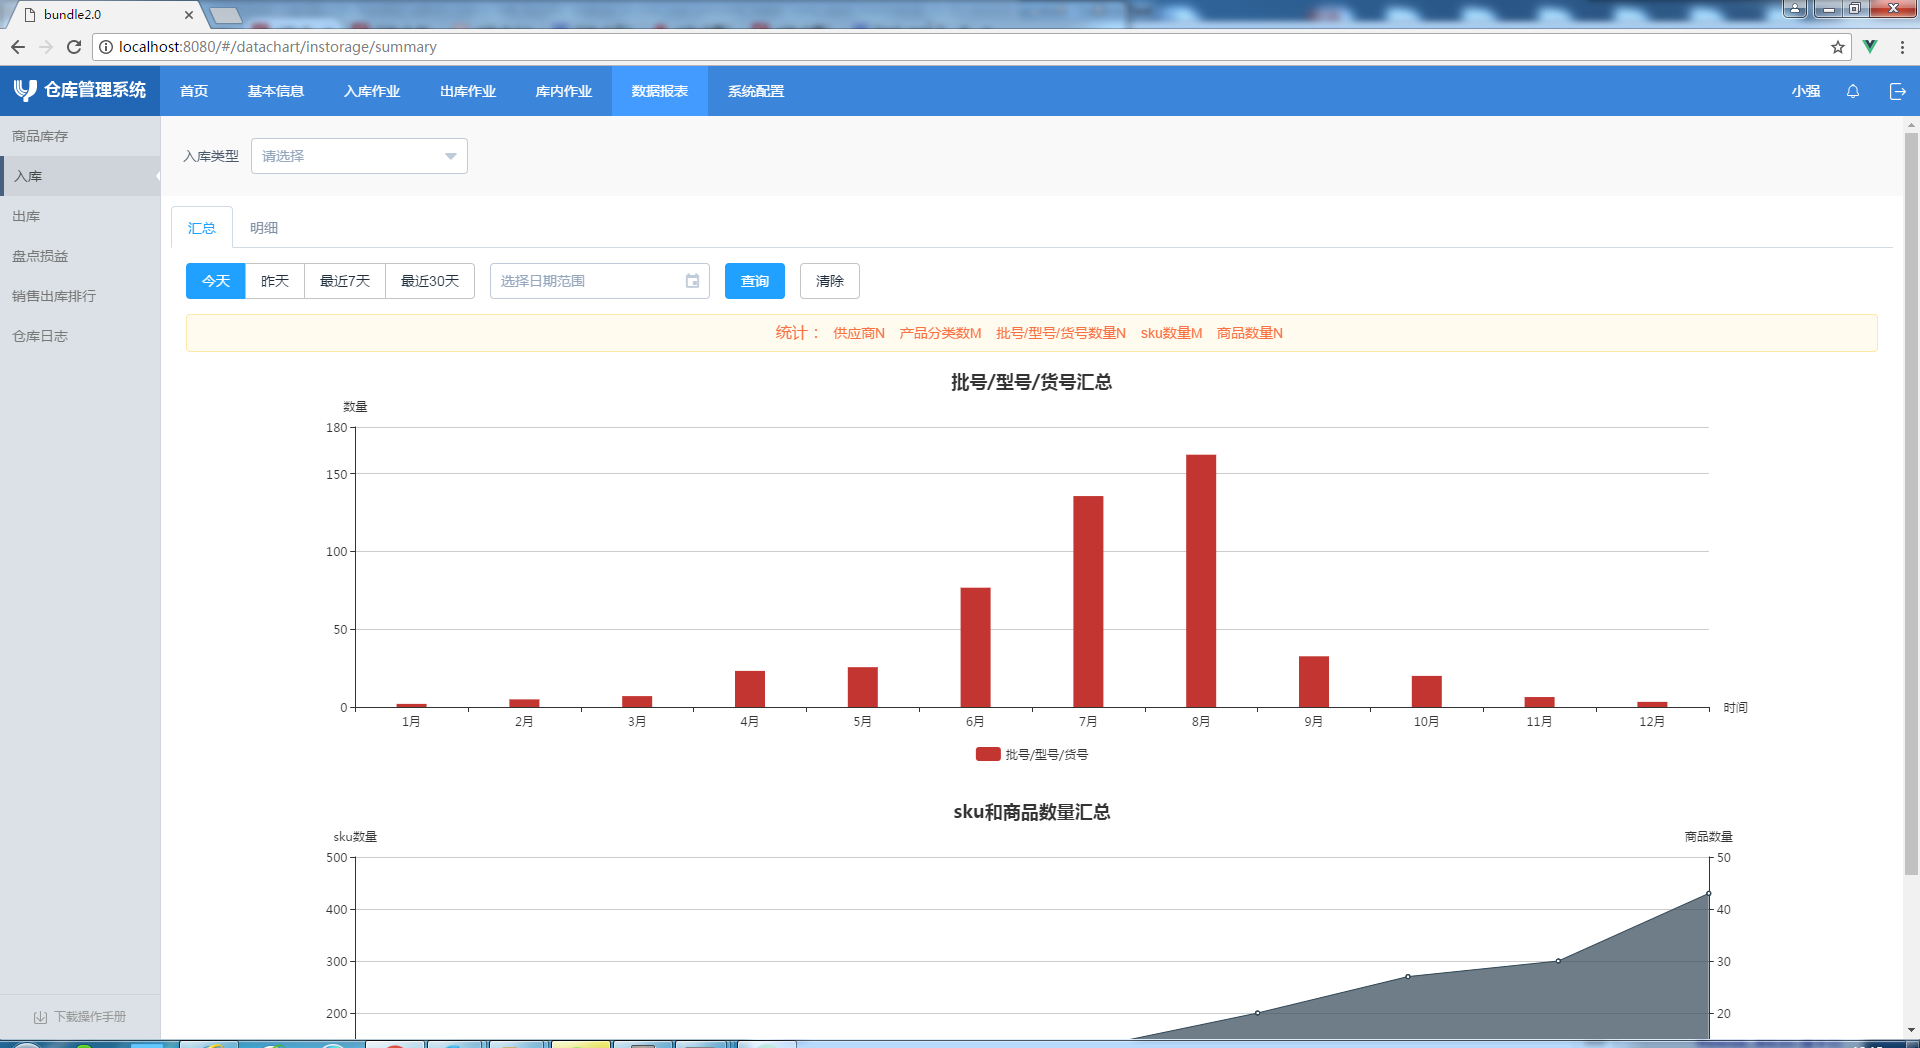 bundle2.0
localhost:8080/#/datachart/instorage/summary
仓库管理系统 首页 基本信息 入库作业 出库作业 库内作业 数据报表 系统配置 小强
商品库存
入库
出库
盘点损益
销售出库排行
仓库日志
下载操作手册
入库类型 请选择
汇总 明细
今天 昨天 最近7天 最近30天 选择日期范围 查询 清除
统计： 供应商N 产品分类数M 批号/型号/货号数量N sku数量M 商品数量N
批号/型号/货号汇总
数量
180
150
100
50
0
1月 2月 3月 4月 5月 6月 7月 8月 9月 10月 11月 12月 时间
批号/型号/货号
sku和商品数量汇总
sku数量 商品数量
500 50
400 40
300 30
200 20